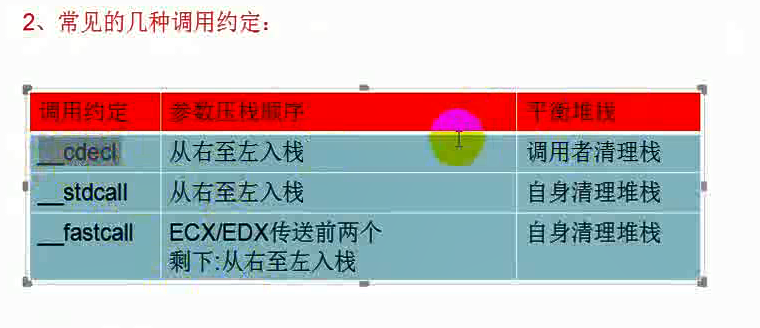 2、常见的几种调用约定：
调用约定 参数压栈顺序 平衡堆栈
__cdecl 从右至左入栈 调用者清理栈
__stdcall 从右至左入栈 自身清理堆栈
__fastcall ECX/EDX传送前两个 自身清理堆栈
剩下:从右至左入栈